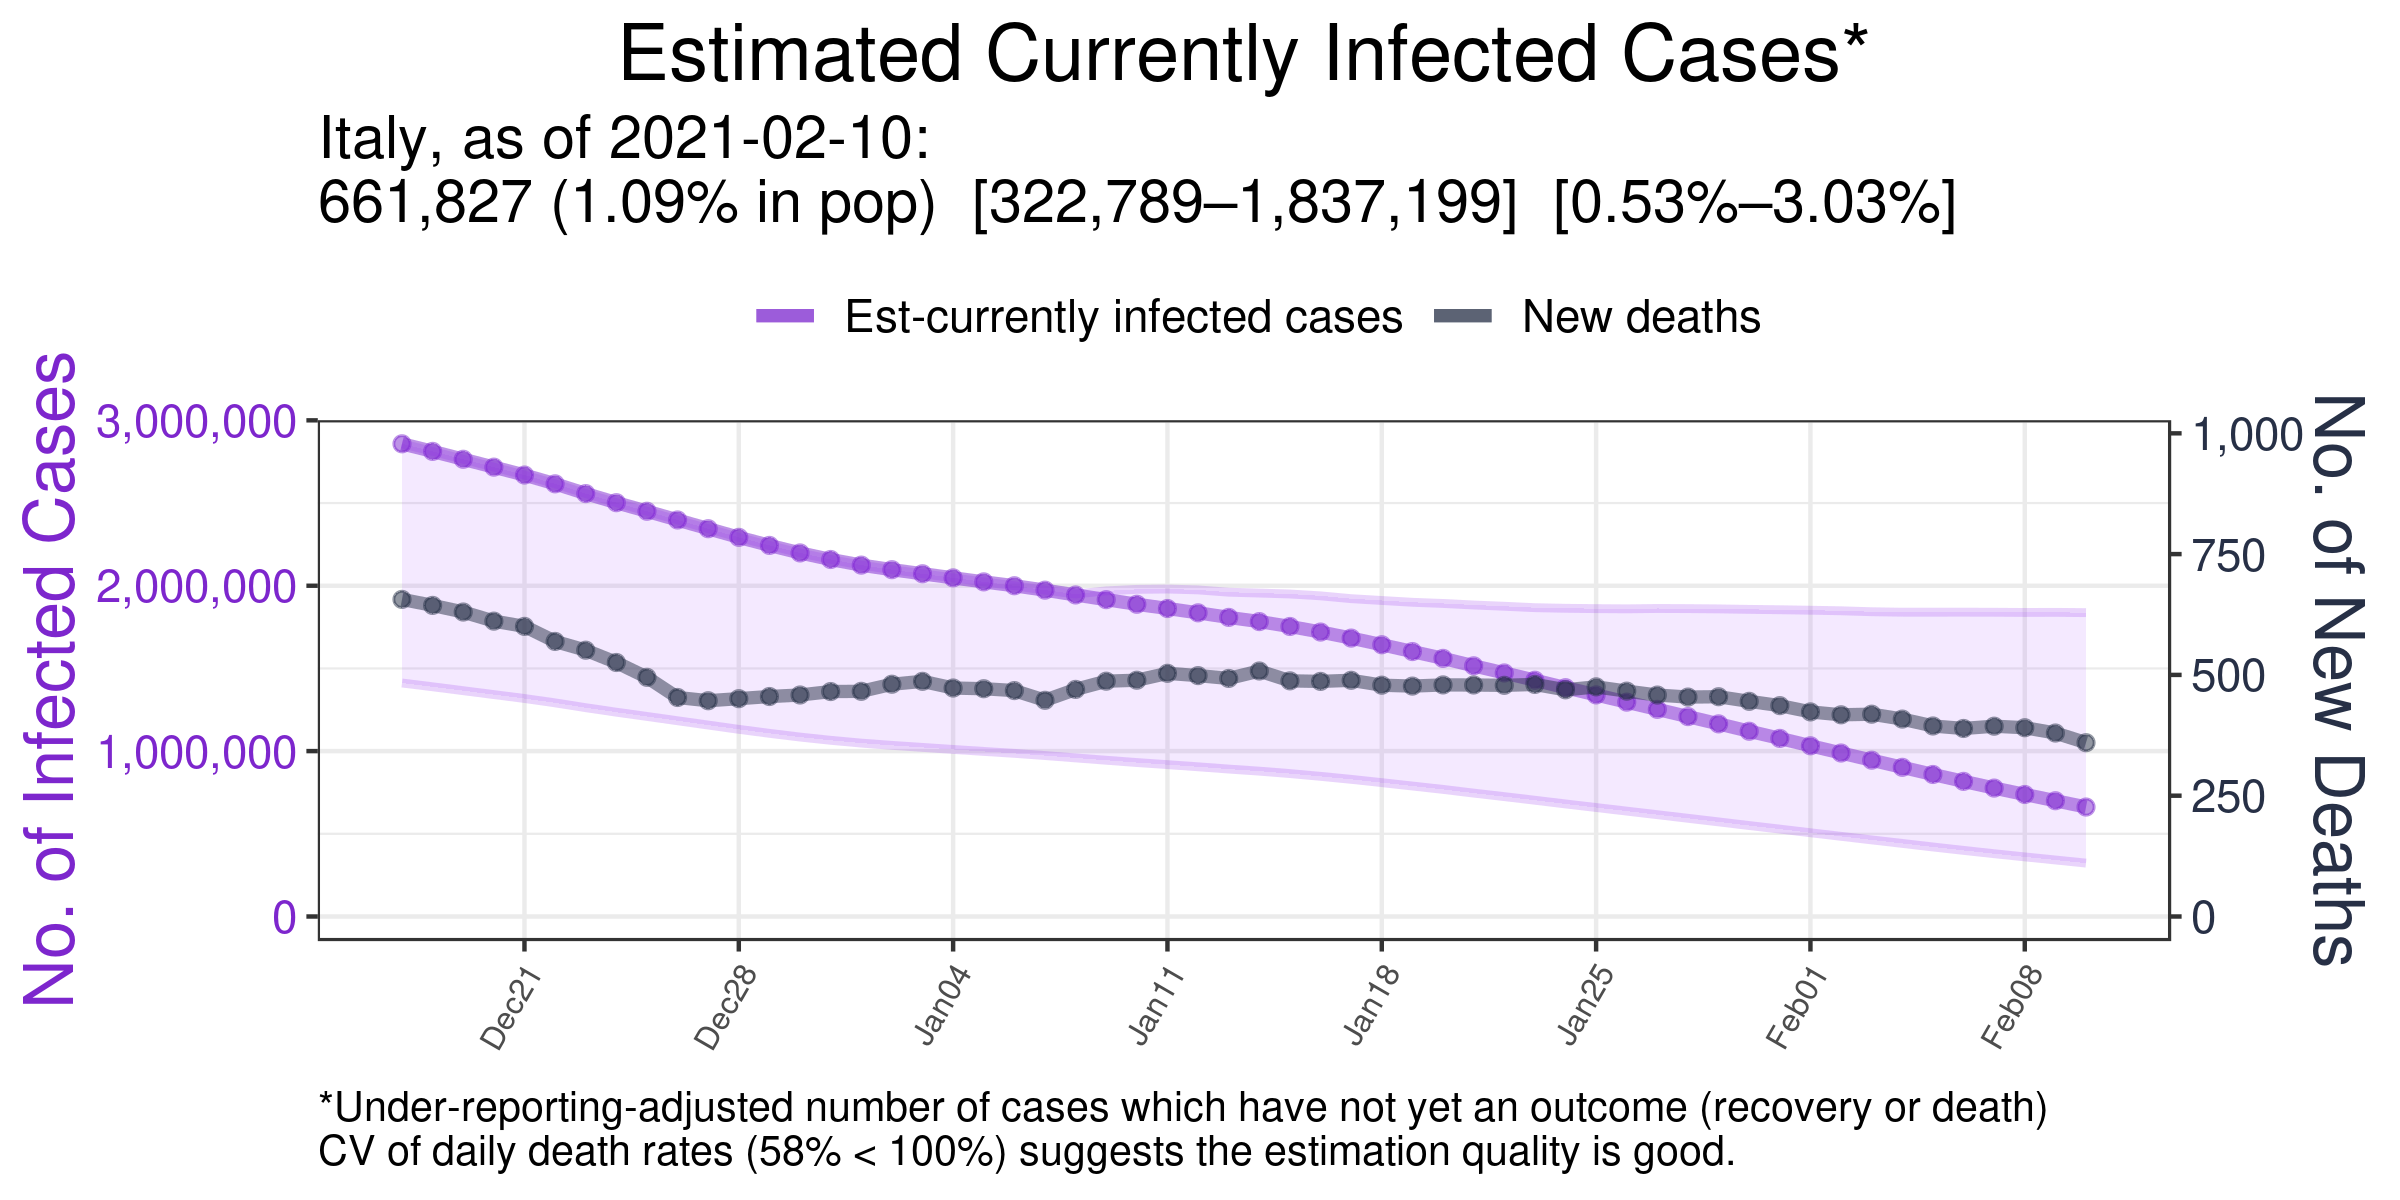 Estimated Currently Infected Cases*
Italy, as of 2021-02-10:
661,827 (1.09% in pop)  [322,789–1,837,199]  [0.53%–3.03%]
Est-currently infected cases
New deaths
No. of Infected Cases
3,000,000
2,000,000
1,000,000
0
1,000
750
500
250
0
No. of New Deaths
Dec21
Dec28
Jan04
Jan11
Jan18
Jan25
Feb01
Feb08
*Under-reporting-adjusted number of cases which have not yet an outcome (recovery or death)
CV of daily death rates (58% < 100%) suggests the estimation quality is good.